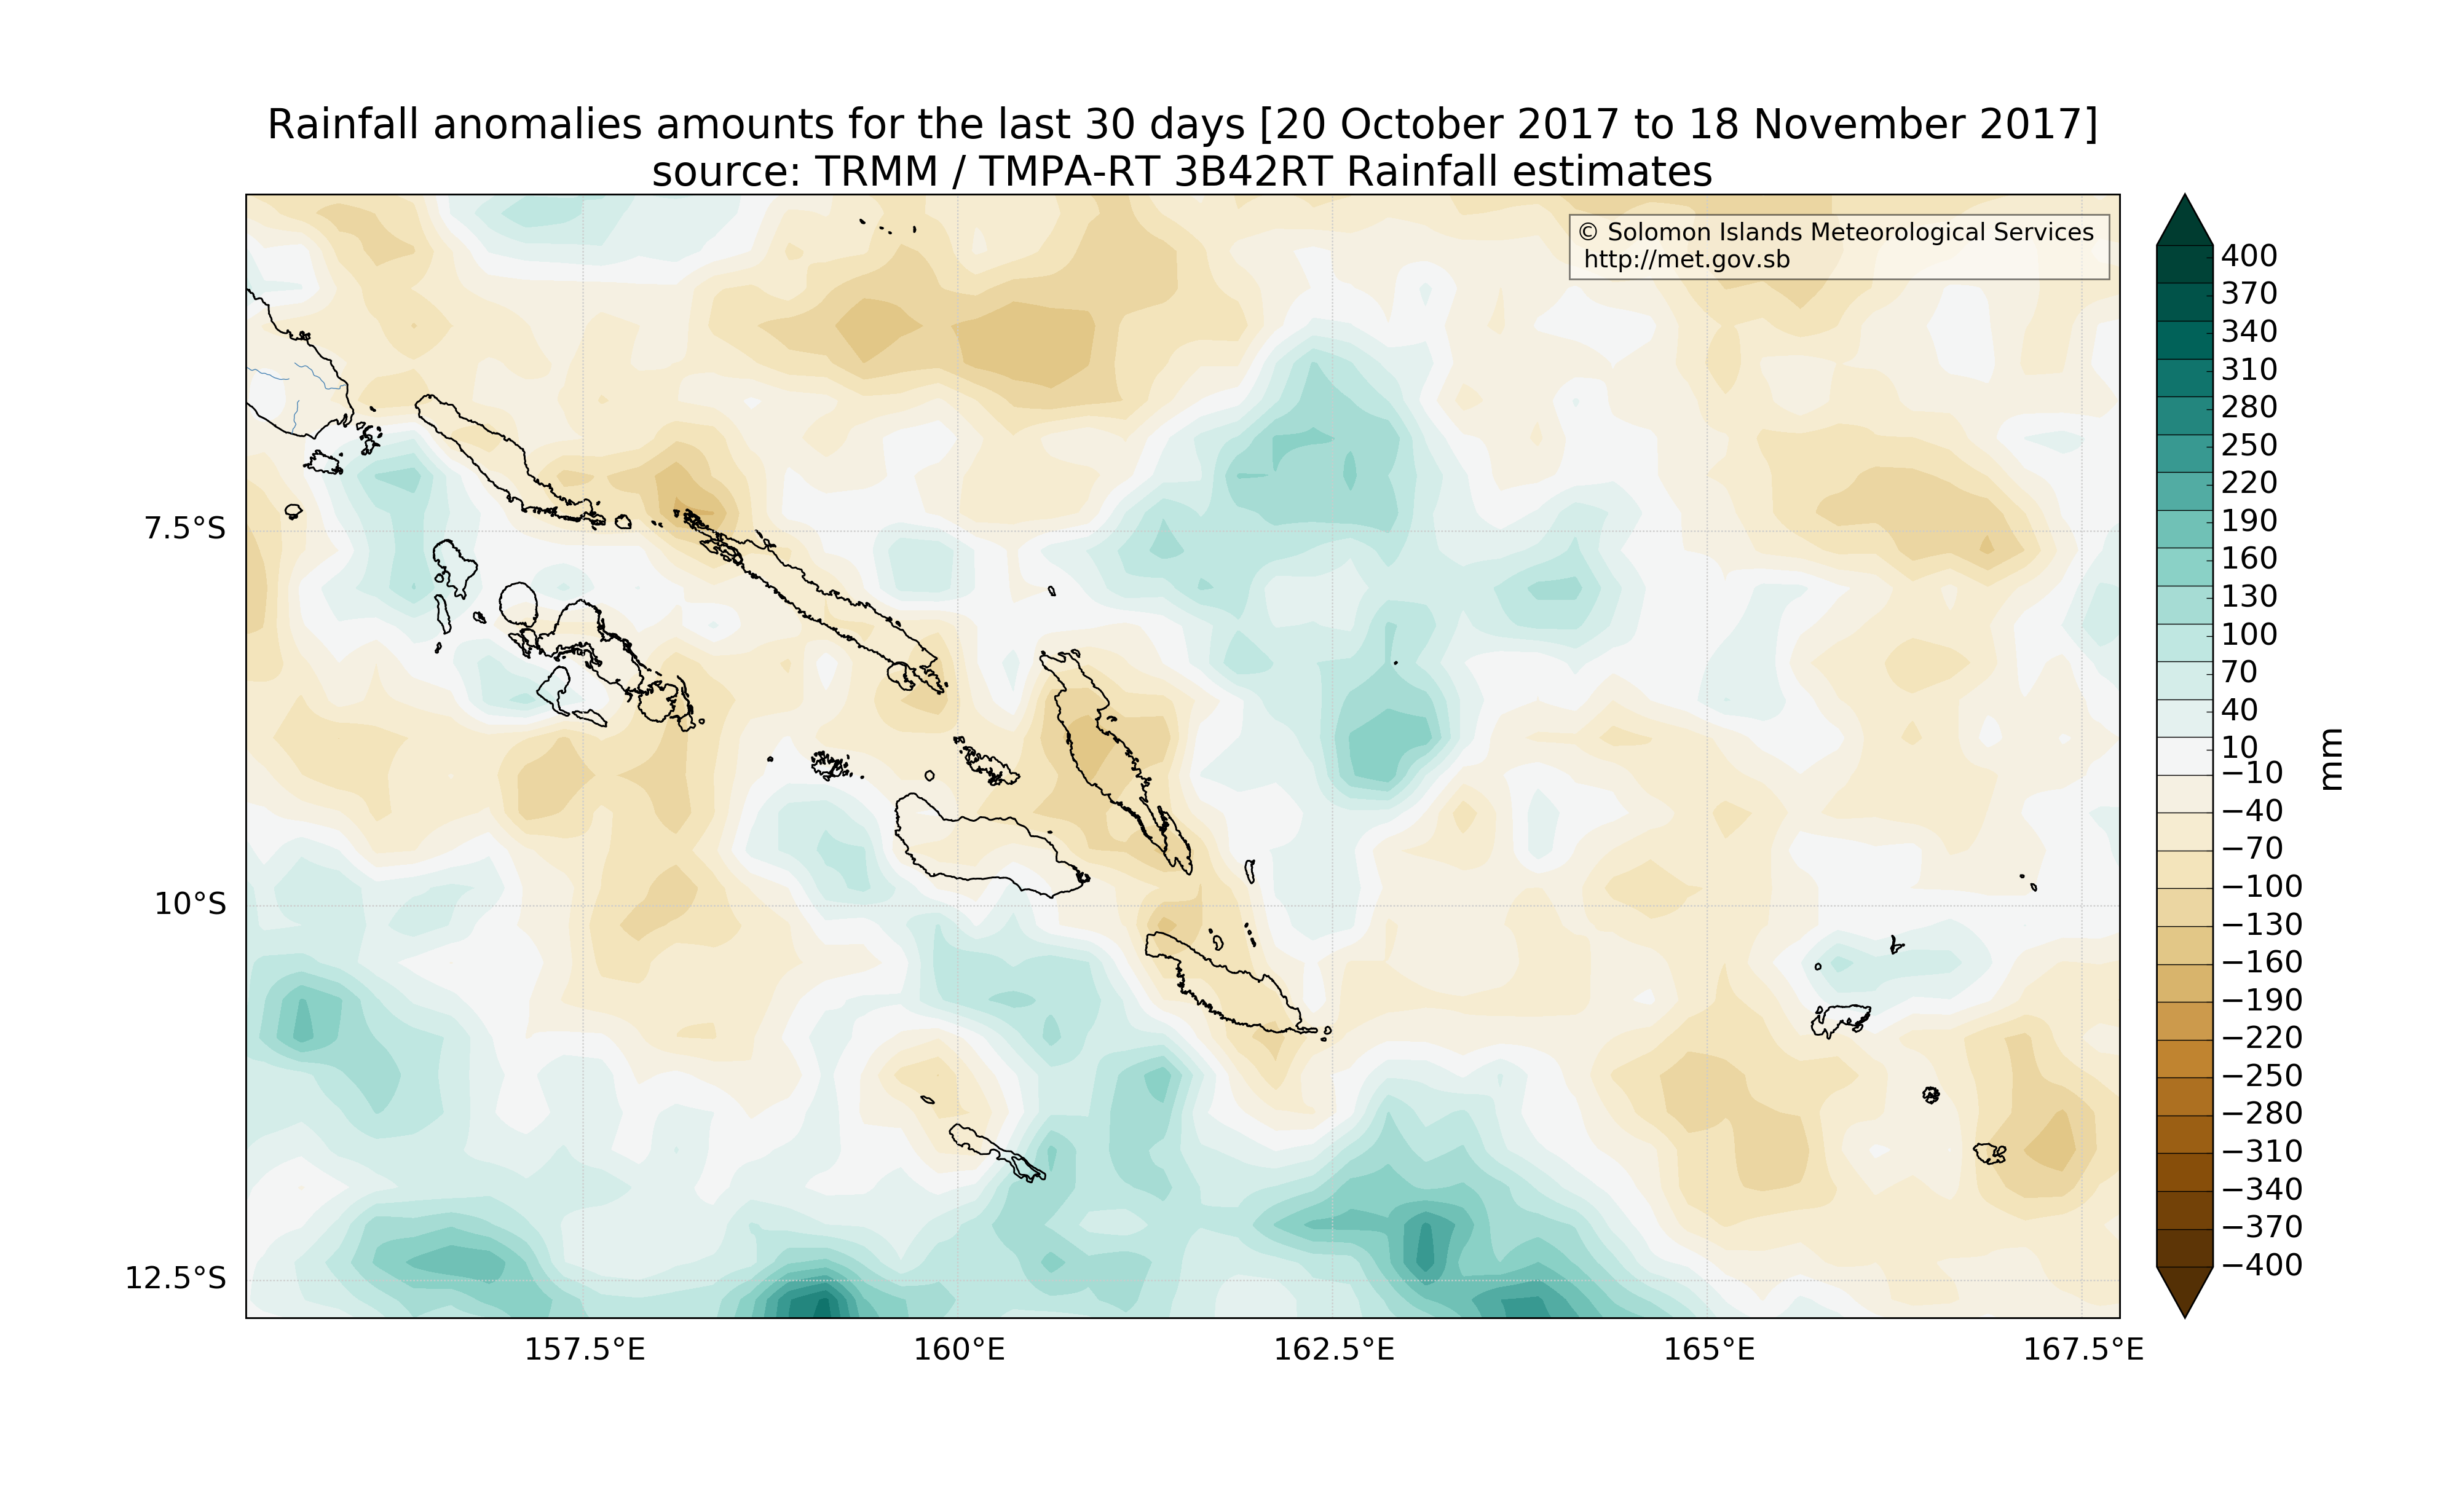 Rainfall anomalies amounts for the last 30 days [20 October 2017 to 18 November 2017]
source: TRMM / TMPA-RT 3B42RT Rainfall estimates
© Solomon Islands Meteorological Services
http://met.gov.sb
7.5°S
10°S
12.5°S
157.5°E
160°E
162.5°E
165°E
167.5°E
400
370
340
310
280
250
220
190
160
130
100
70
40
10
−10
−40
−70
−100
−130
−160
−190
−220
−250
−280
−310
−340
−370
−400
mm